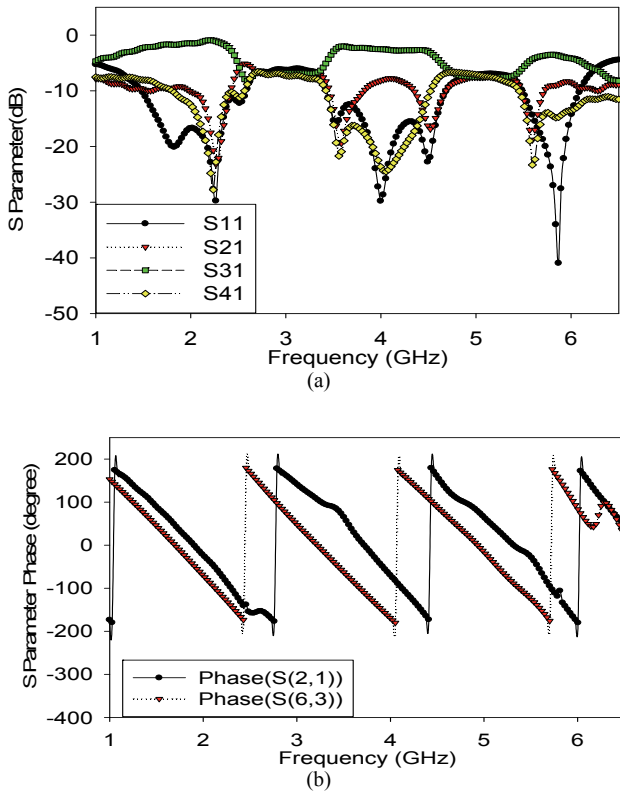 0
-10
-20
-30
-40
-50
S Parameter(dB)
S11
S21
S31
S41
1 2 3 4 5 6
Frequency (GHz)
(a)
200
100
0
-100
-200
-300
-400
S Parameter Phase (degree)
Phase(S(2,1))
Phase(S(6,3))
1 2 3 4 5 6
Frequency (GHz)
(b)